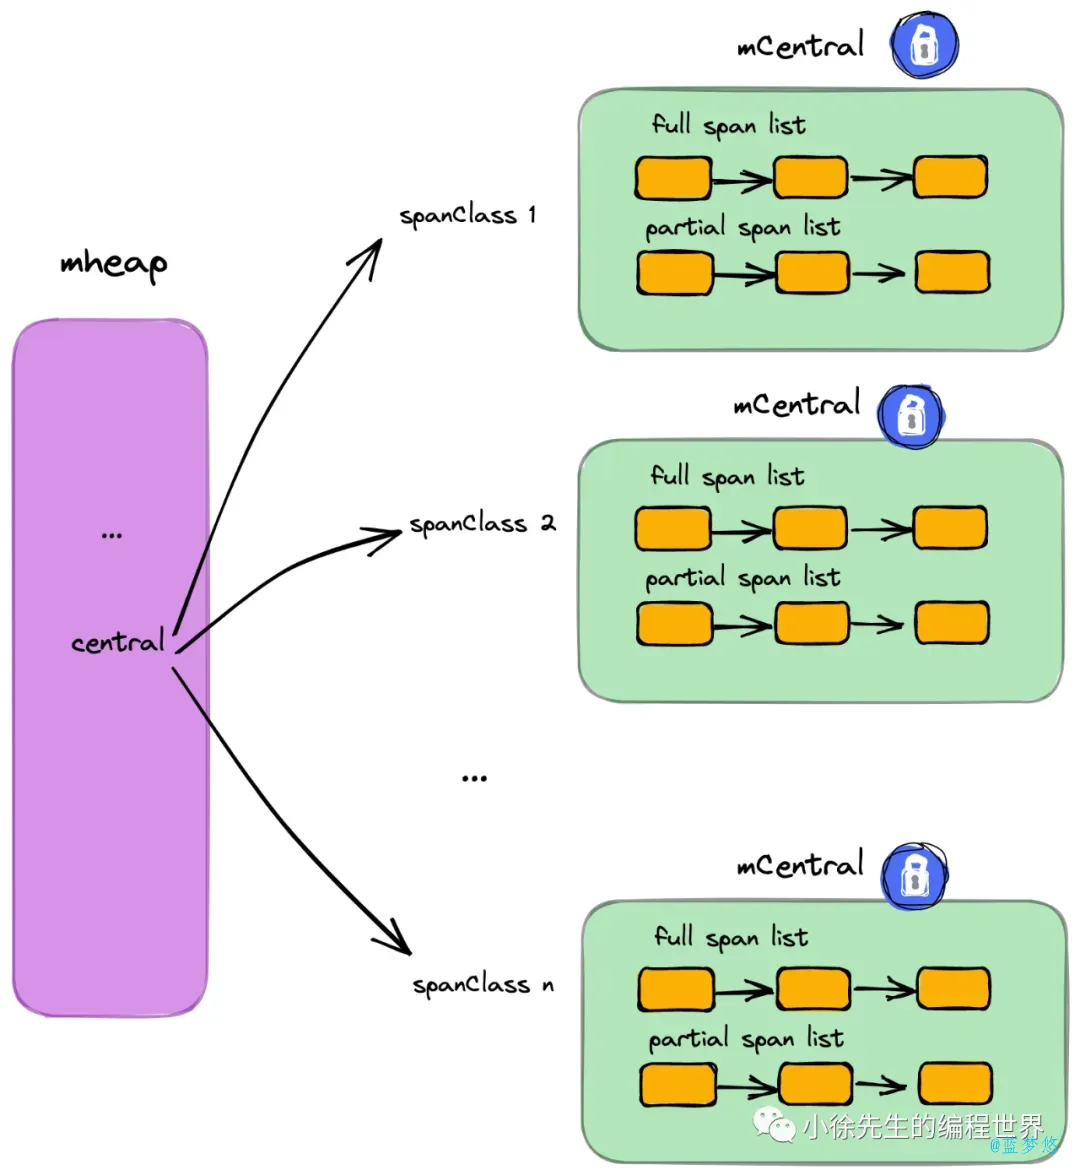 mCentral
full span list
partial span list
spanClass 1
mheap
mCentral
full span list
partial span list
spanClass 2
...
central
...
mCentral
full span list
partial span list
spanClass n
小徐先生的编程世界
@蓝梦悠